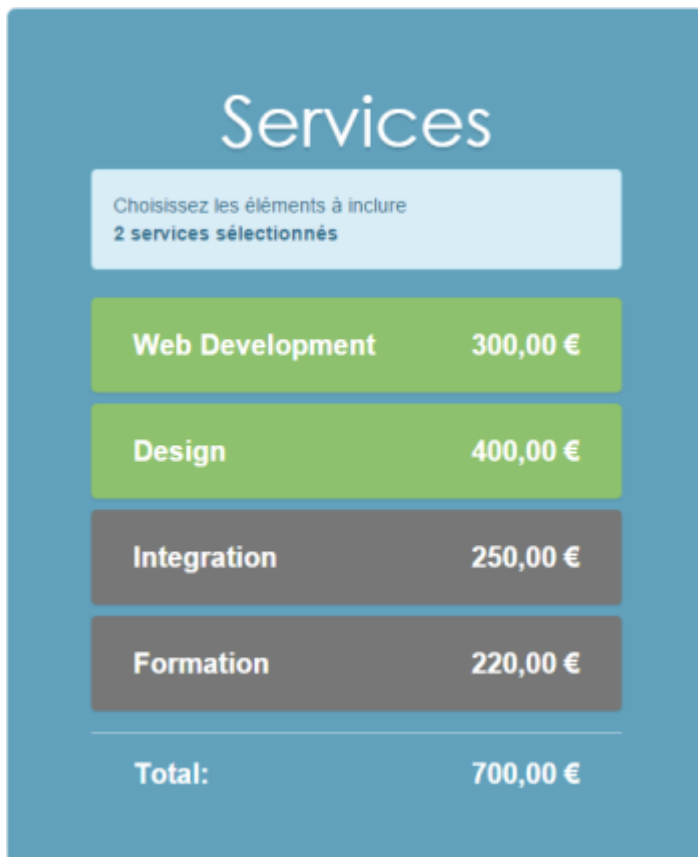 Services
Choisissez les éléments à inclure
2 services sélectionnés
Web Development 300,00 €
Design 400,00 €
Integration 250,00 €
Formation 220,00 €
Total: 700,00 €